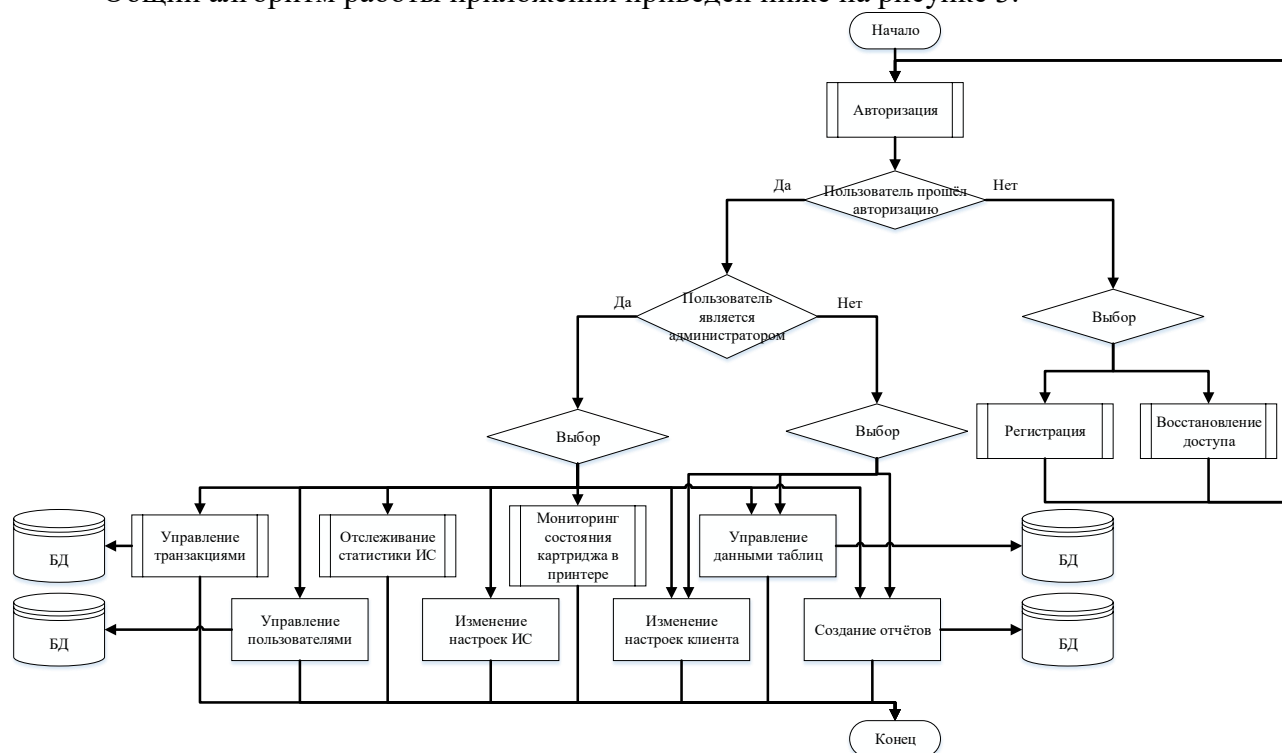 Общий алгоритм работы приложения приведен ниже на рисунке 3.
Начало
Авторизация
Да
Пользователь прошёл
авторизацию
Нет
Да
Пользователь
является
администратором
Нет
Выбор
Выбор
Выбор
Регистрация
Восстановление
доступа
БД
Управление
транзакциями
Отслеживание
статистики ИС
Мониторинг
состояния
картриджа в
принтере
Управление
данными таблиц
БД
БД
Управление
пользователями
Изменение
настроек ИС
Изменение
настроек клиента
Создание отчётов
БД
Конец